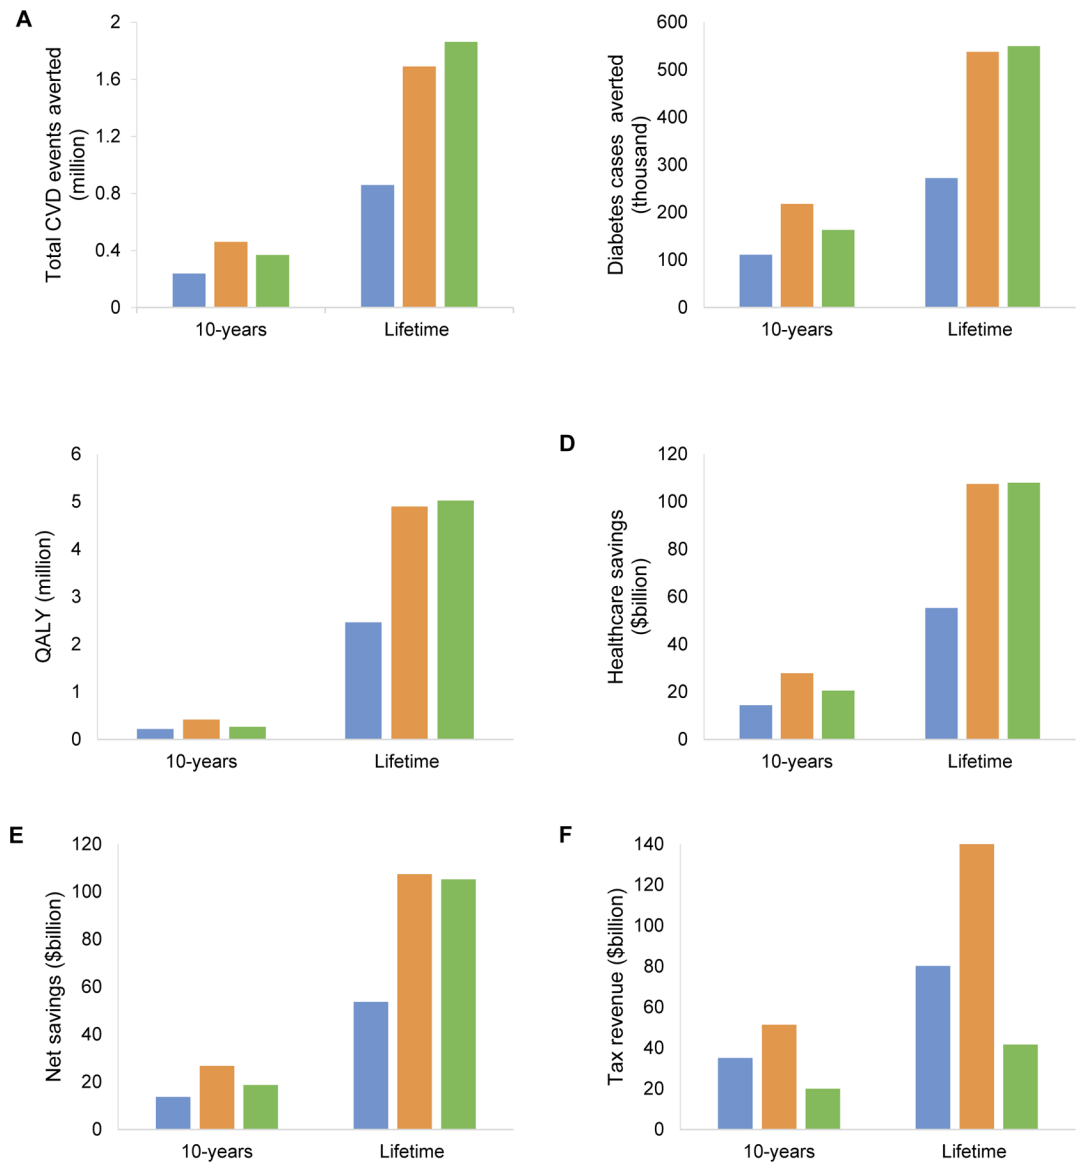 A
Total CVD events averted
(million)
2
1.6
1.2
0.8
0.4
0
10-years
Lifetime
Diabetes cases averted
(thousand)
600
500
400
300
200
100
0
10-years
Lifetime
QALY (million)
6
5
4
3
2
1
0
10-years
Lifetime
D
Healthcare savings
($billion)
120
100
80
60
40
20
0
10-years
Lifetime
E
Net savings ($billion)
120
100
80
60
40
20
0
10-years
Lifetime
F
Tax revenue ($billion)
140
120
100
80
60
40
20
0
10-years
Lifetime